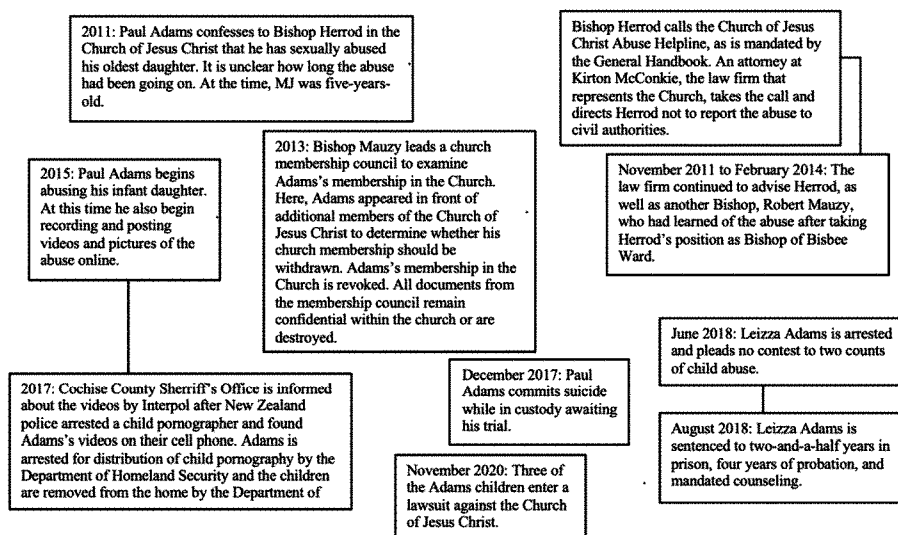 2011: Paul Adams confesses to Bishop Herrod in the
Church of Jesus Christ that he has sexually abused
his oldest daughter. It is unclear how long the abuse
had been going on. At the time, MJ was five-years-
old.
Bishop Herrod calls the Church of Jesus
Christ Abuse Helpline, as is mandated by
the General Handbook. An attorney at
Kirton McConkie, the law firm that
represents the Church, takes the call and
directs Herrod not to report the abuse to
civil authorities.
November 2011 to February 2014: The
law firm continued to advise Herrod, as
well as another Bishop, Robert Mauzy,
who had learned of the abuse after taking
Herrod's position as Bishop of Bisbee
Ward.
2013: Bishop Mauzy leads a church
membership council to examine
Adams's membership in the Church.
Here, Adams appeared in front of
additional members of the Church of
Jesus Christ to determine whether his
church membership should be
withdrawn. Adams's membership in the
Church is revoked. All documents from
the membership council remain
confidential within the church or are
destroyed.
2015: Paul Adams begins
abusing his infant daughter.
At this time he also begin
recording and posting
videos and pictures of the
abuse online.
2017: Cochise County Sherriff's Office is informed
about the videos by Interpol after New Zealand
police arrested a child pornographer and found
Adams's videos on their cell phone. Adams is
arrested for distribution of child pornography by the
Department of Homeland Security and the children
are removed from the home by the Department of
December 2017: Paul
Adams commits suicide
while in custody awaiting
his trial.
June 2018: Leizza Adams is arrested
and pleads no contest to two counts
of child abuse.
August 2018: Leizza Adams is
sentenced to two-and-a-half years in
prison, four years of probation, and
mandated counseling.
November 2020: Three of
the Adams children enter a
lawsuit against the Church
of Jesus Christ.